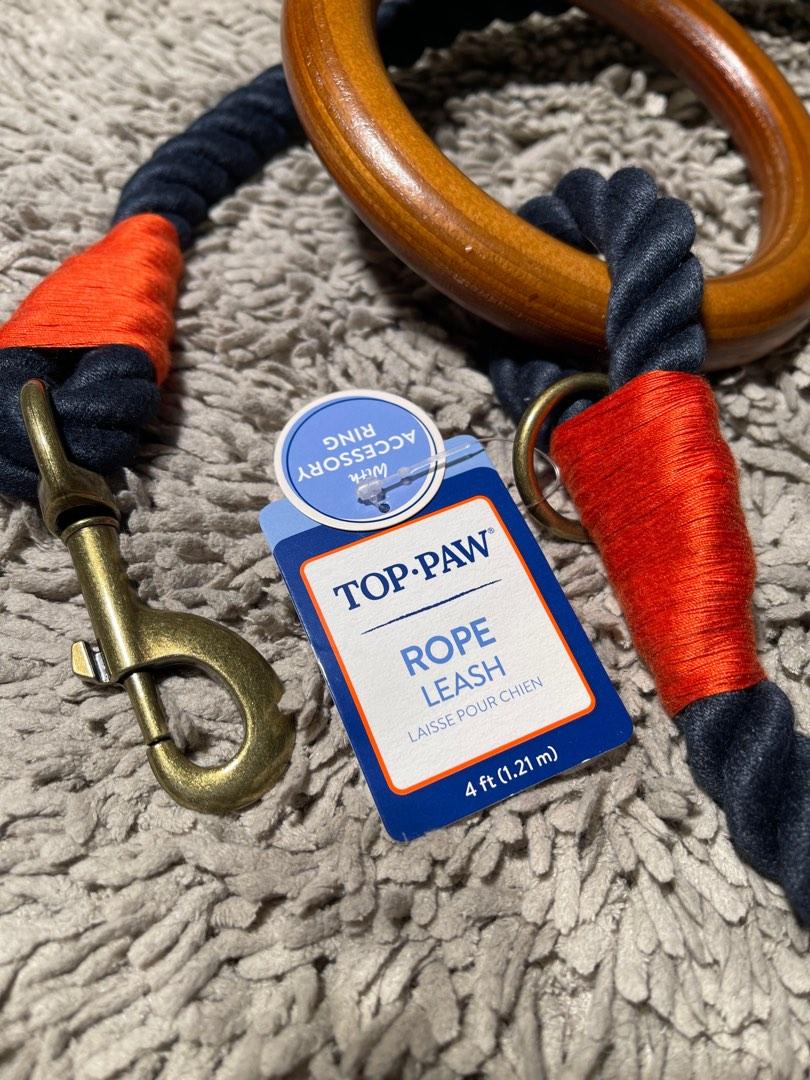 With
ACCESSORY
RING
TOP•PAW®
ROPE
LEASH
LAISSE POUR CHIEN
4 ft (1.21 m)